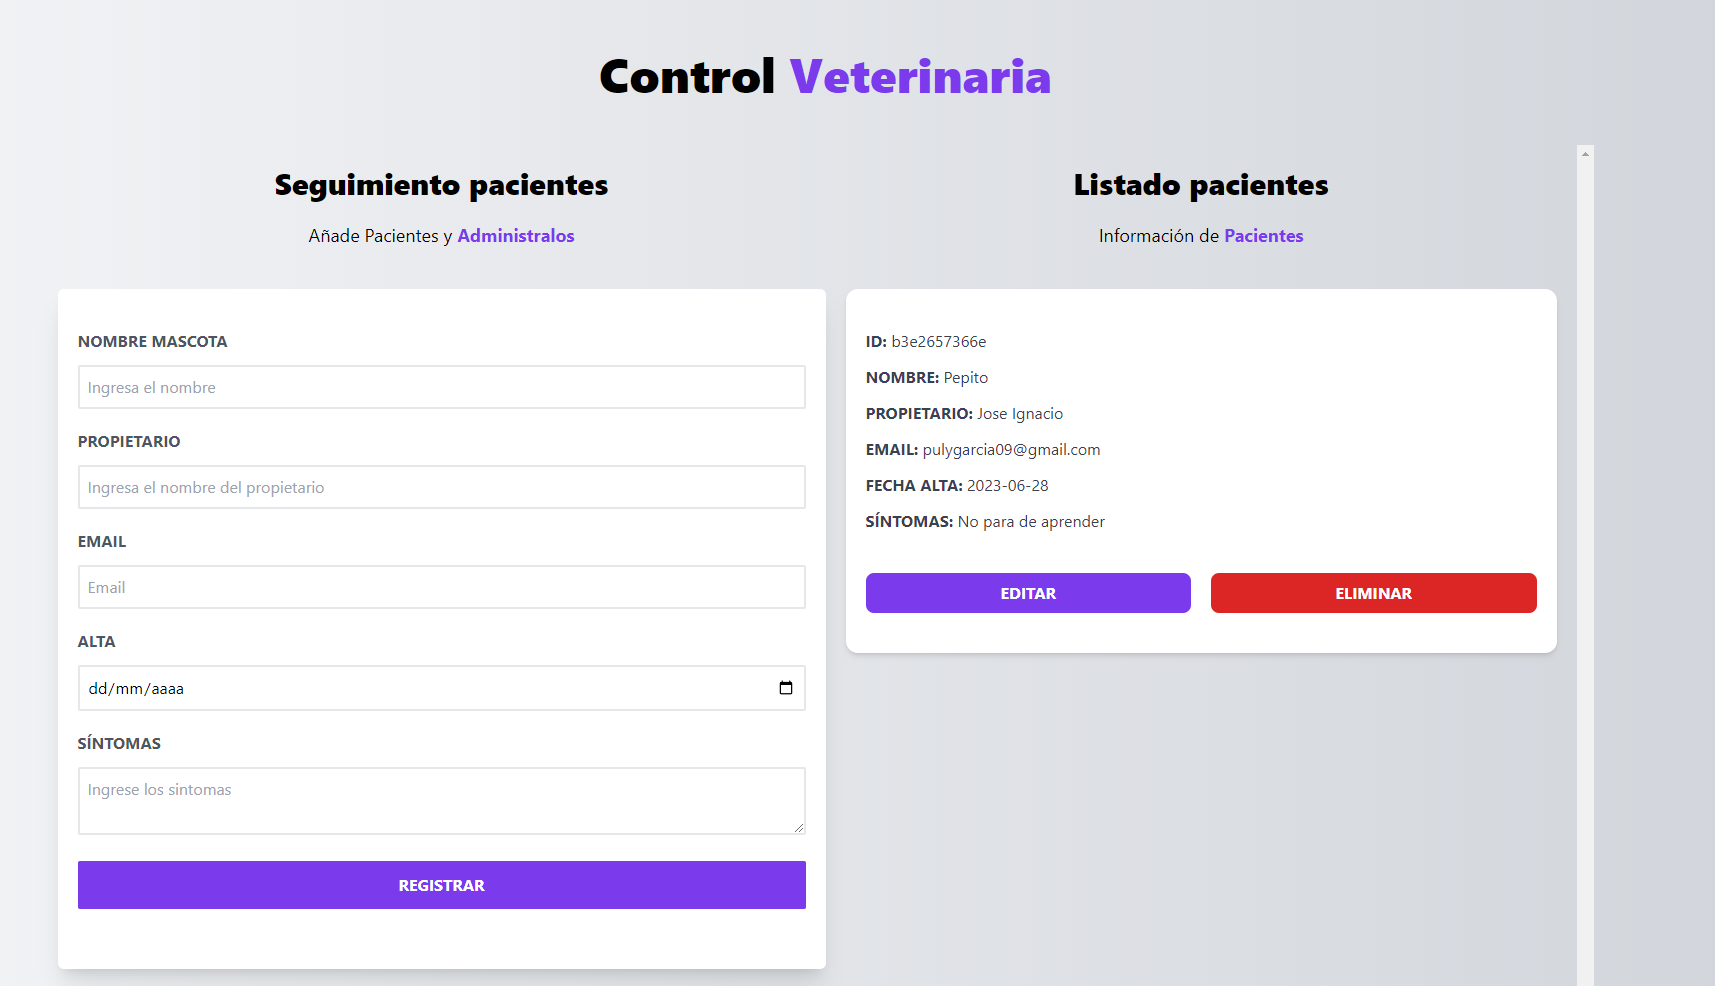 Control Veterinaria
Seguimiento pacientes
Añade Pacientes y Administralos
NOMBRE MASCOTA
Ingresa el nombre
PROPIETARIO
Ingresa el nombre del propietario
EMAIL
Email
ALTA
dd/mm/aaaa
SÍNTOMAS
Ingrese los sintomas
REGISTRAR
Listado pacientes
Información de Pacientes
ID: b3e2657366e
NOMBRE: Pepito
PROPIETARIO: Jose Ignacio
EMAIL: pulygarcia09@gmail.com
FECHA ALTA: 2023-06-28
SÍNTOMAS: No para de aprender
EDITAR
ELIMINAR